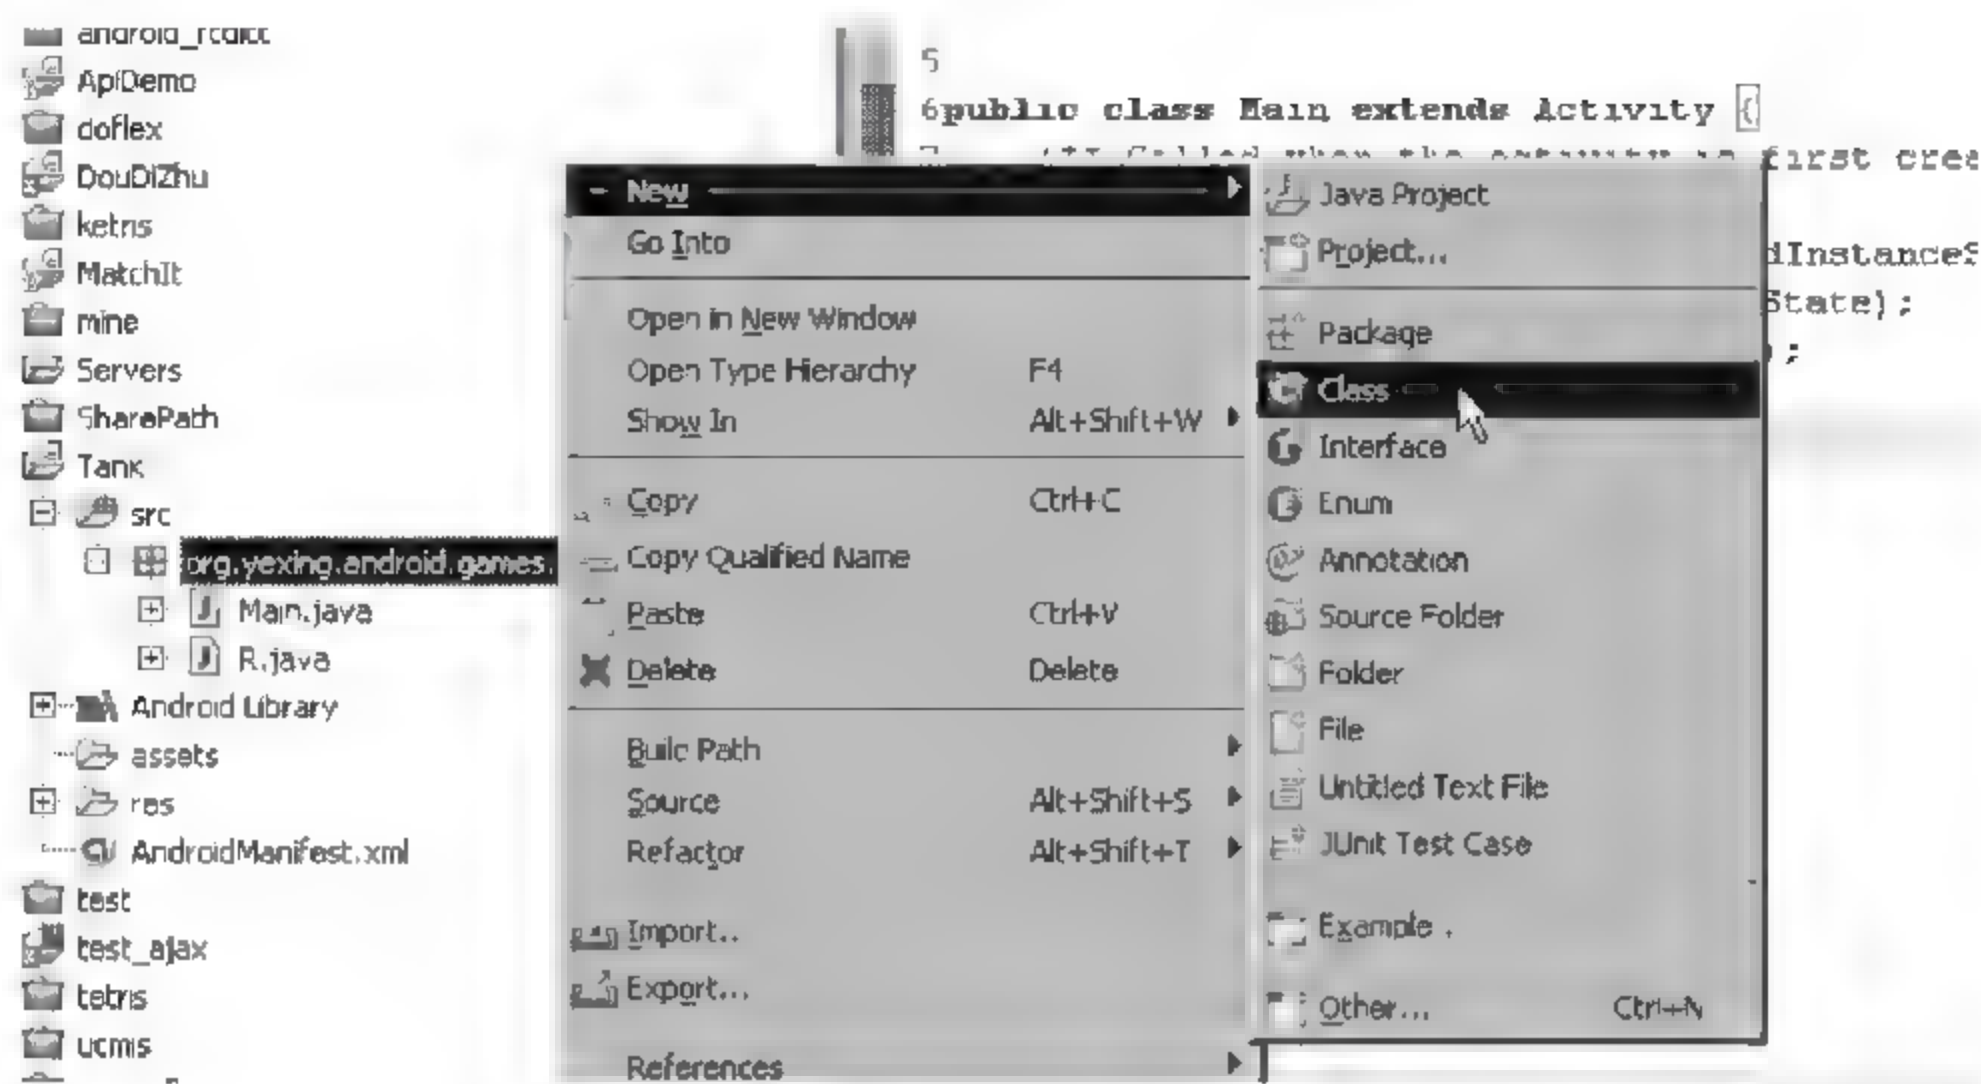 ApiDemo
doflex
DouDiZhu
ketris
MatchIt
mine
Servers
SharePath
Tank
src
org.yexing.android.games.
Main.java
R.java
Android Library
assets
res
AndroidManifest.xml
test
test_ajax
tetris
ucmis
5
6public class Main extends Activity {
first crea
dInstanceS
State);
);
New
Go Into
Open in New Window
Open Type Hierarchy F4
Show In Alt+Shift+W
Copy Ctrl+C
Copy Qualified Name
Paste Ctrl+V
Delete Delete
Build Path
Source Alt+Shift+S
Refactor Alt+Shift+T
Import..
Export...
References
Java Project
Project...
Package
Class
Interface
Enum
Annotation
Source Folder
Folder
File
Untitled Text File
JUnit Test Case
Example .
Other... Ctrl+N